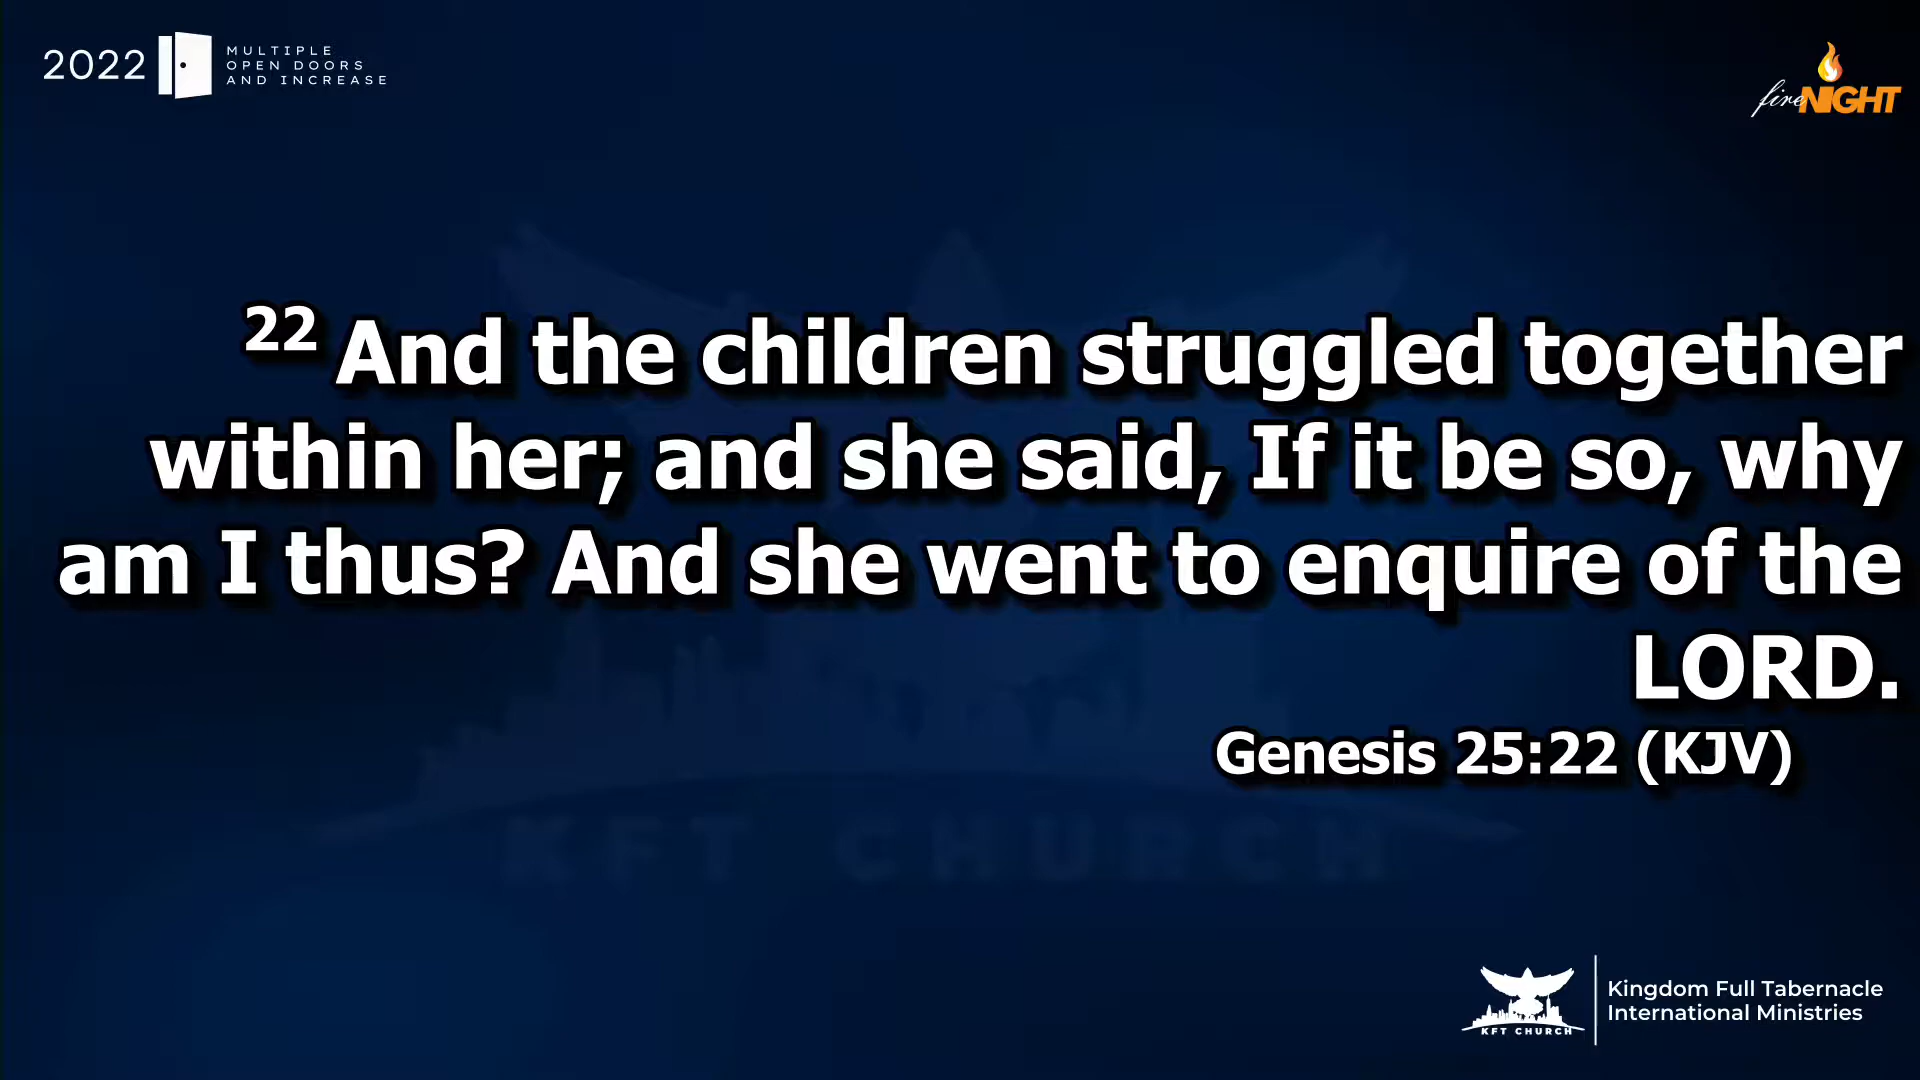 2022
MULTIPLE
OPEN DOORS
AND INCREASE
fireNIGHT
22 And the children struggled together
within her; and she said, If it be so, why
am I thus? And she went to enquire of the
LORD.
Genesis 25:22 (KJV)
KFT CHURCH
KFT CHURCH
Kingdom Full Tabernacle
International Ministries